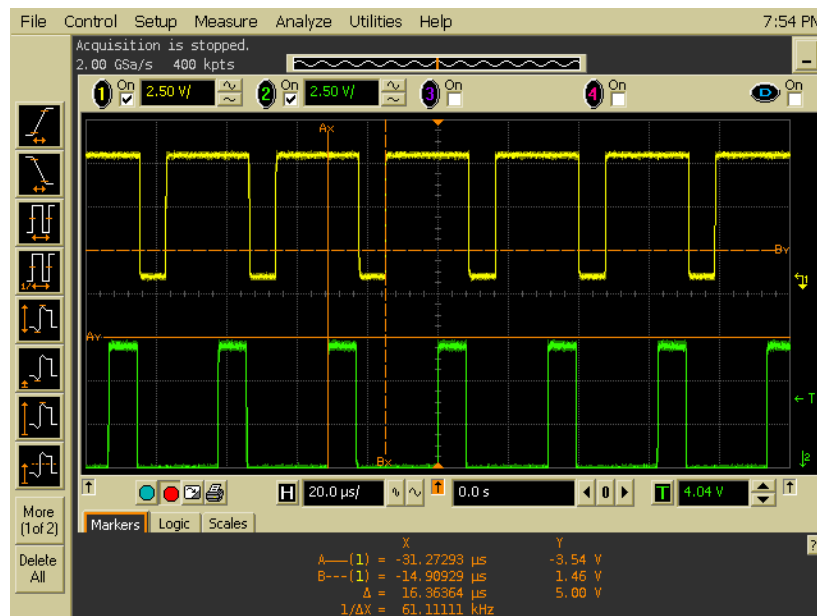 File Control Setup Measure Analyze Utilities Help 7:54 PM
Acquisition is stopped.
2.00 GSa/s 400 kpts
1 On 2.50 V/ 2 On 2.50 V/ 3 On 4 On D On
Ax
By
1
Ay
T
Bx
2
H 20.0 µs/ 0.0 s 0 T 4.04 V
More
(1of 2)
Delete
All
Markers Logic Scales
?
X Y
A——(1) = -31.27293 µs -3.54 V
B---(1) = -14.90929 µs 1.46 V
Δ = 16.36364 µs 5.00 V
1/ΔX = 61.11111 kHz